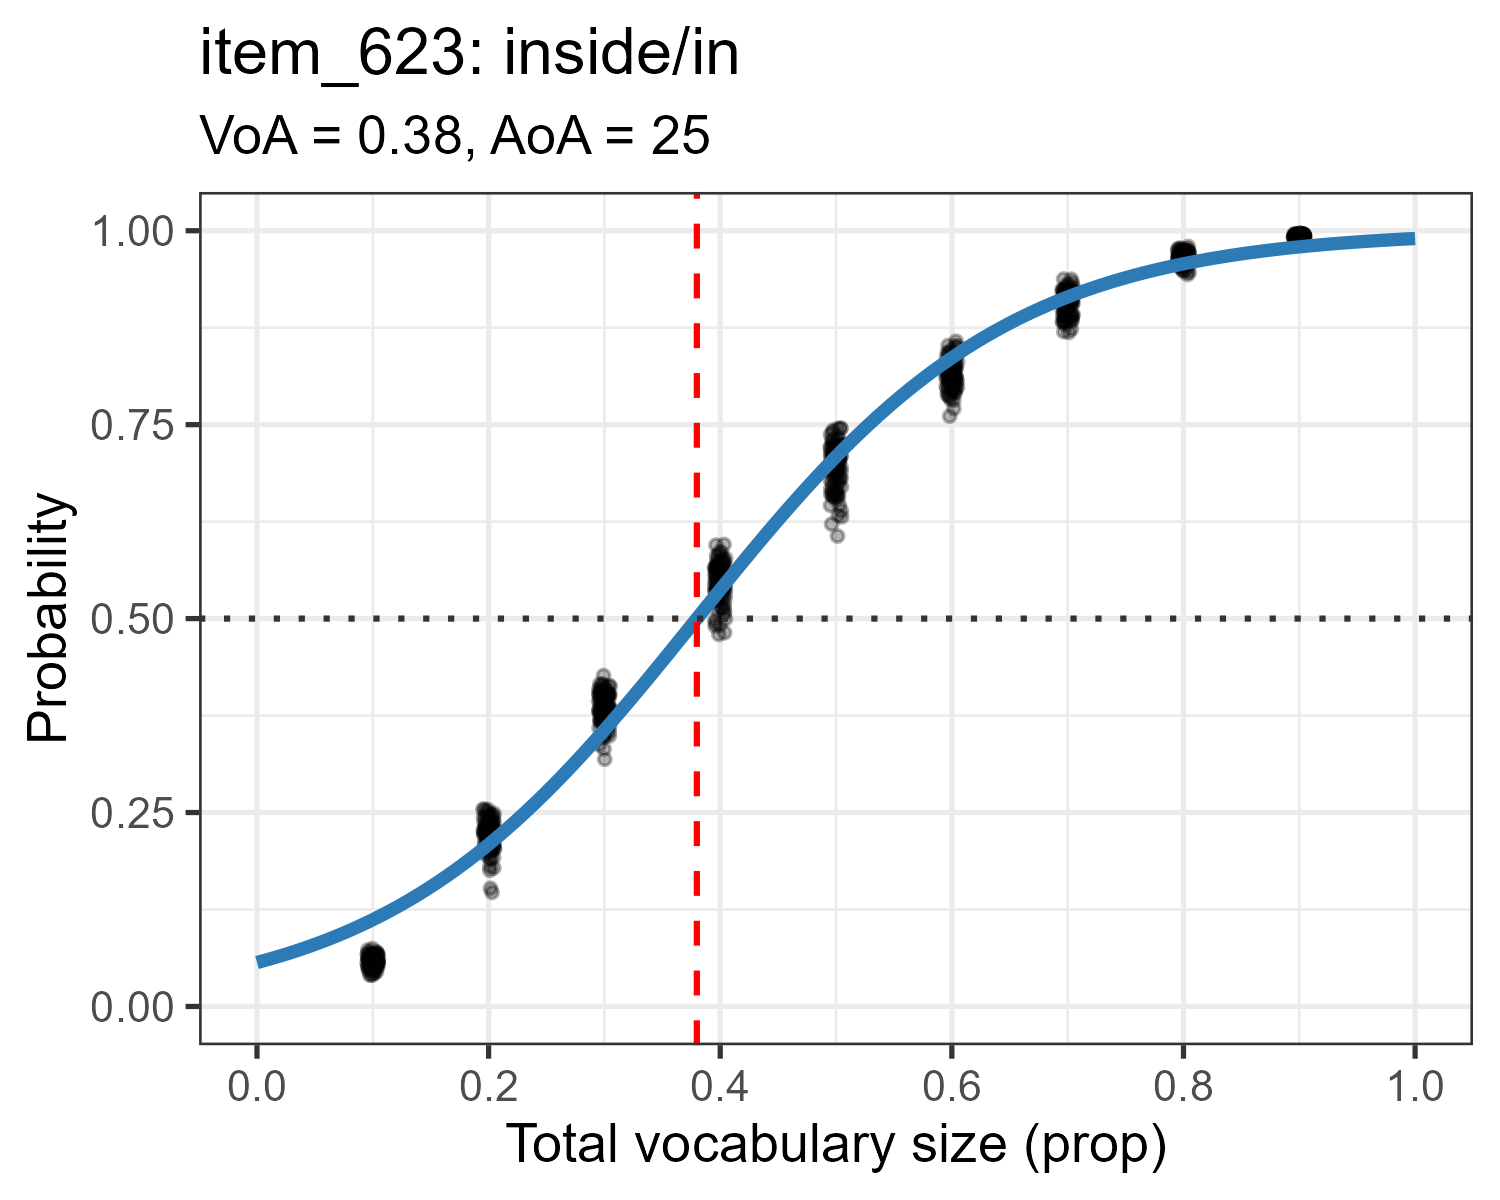 item_623: inside/in
VoA = 0.38, AoA = 25
1.00
0.75
0.50
0.25
0.00
Probability
0.0 0.2 0.4 0.6 0.8 1.0
Total vocabulary size (prop)